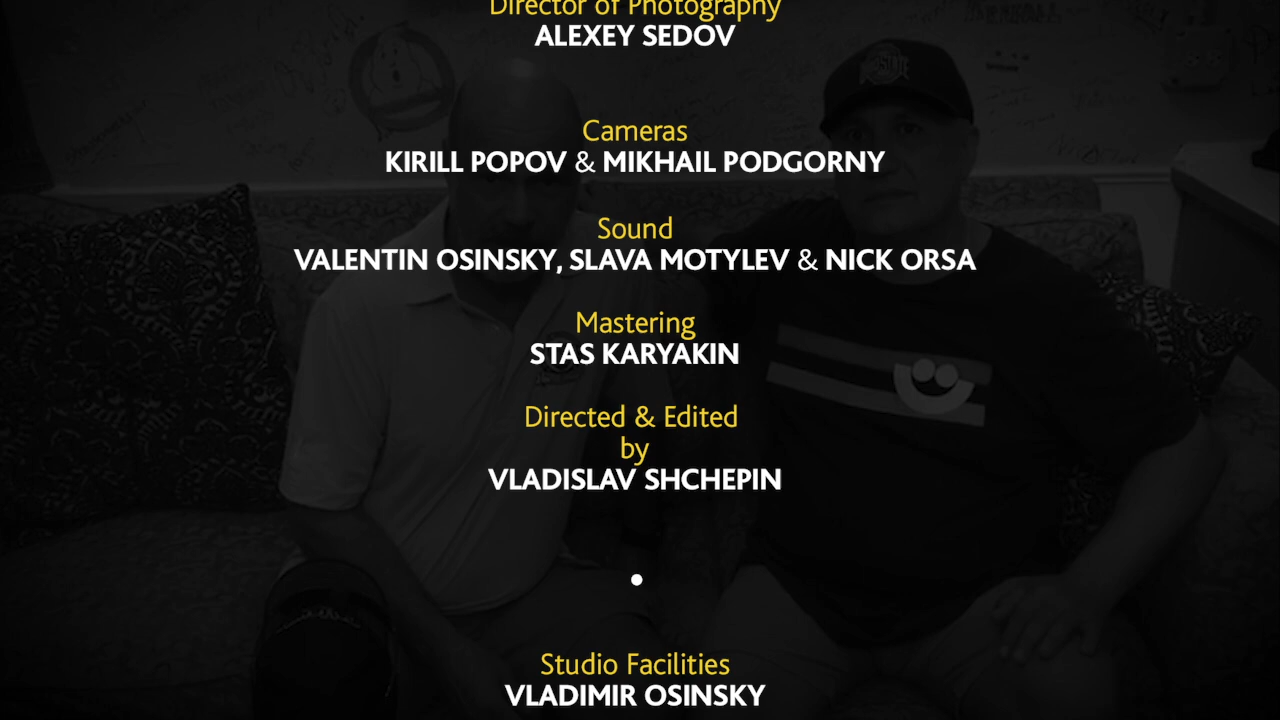 Director of Photography
ALEXEY SEDOV
Cameras
KIRILL POPOV & MIKHAIL PODGORNY
Sound
VALENTIN OSINSKY, SLAVA MOTYLEV & NICK ORSA
Mastering
STAS KARYAKIN
Directed & Edited
by
VLADISLAV SHCHEPIN
Studio Facilities
VLADIMIR OSINSKY